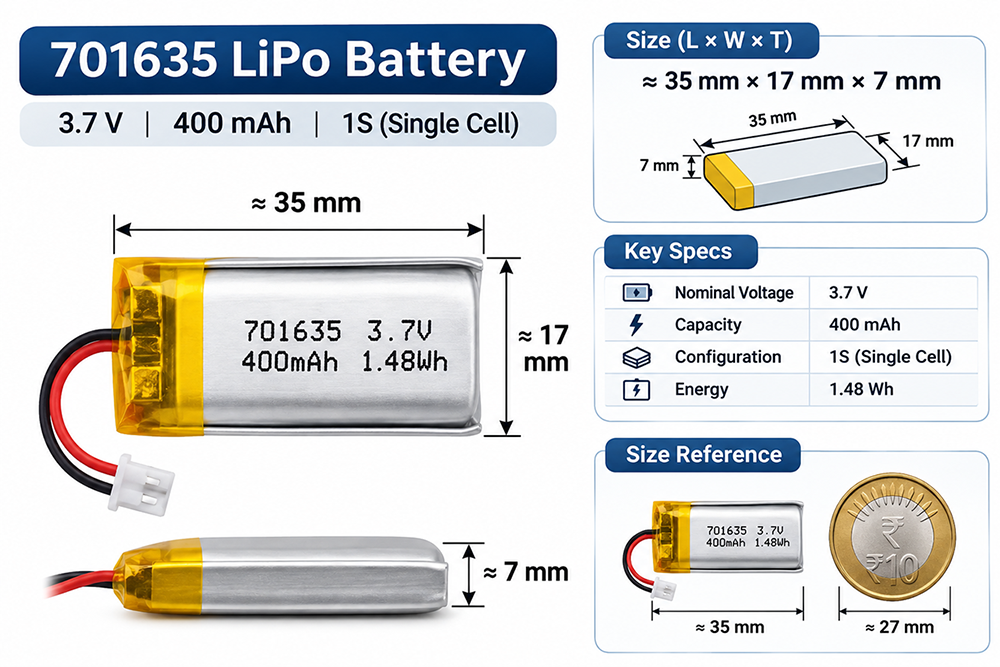 701635 LiPo Battery
3.7 V | 400 mAh | 1S (Single Cell)
≈ 35 mm
701635 3.7V
400mAh 1.48Wh
≈ 17
mm
≈ 7 mm
Size (L × W × T)
≈ 35 mm × 17 mm × 7 mm
35 mm
17 mm
7 mm
Key Specs
Nominal Voltage 3.7 V
Capacity 400 mAh
Configuration 1S (Single Cell)
Energy 1.48 Wh
Size Reference
701635 3.7V
400mAh 1.48Wh
₹
₹10
≈ 35 mm
≈ 27 mm